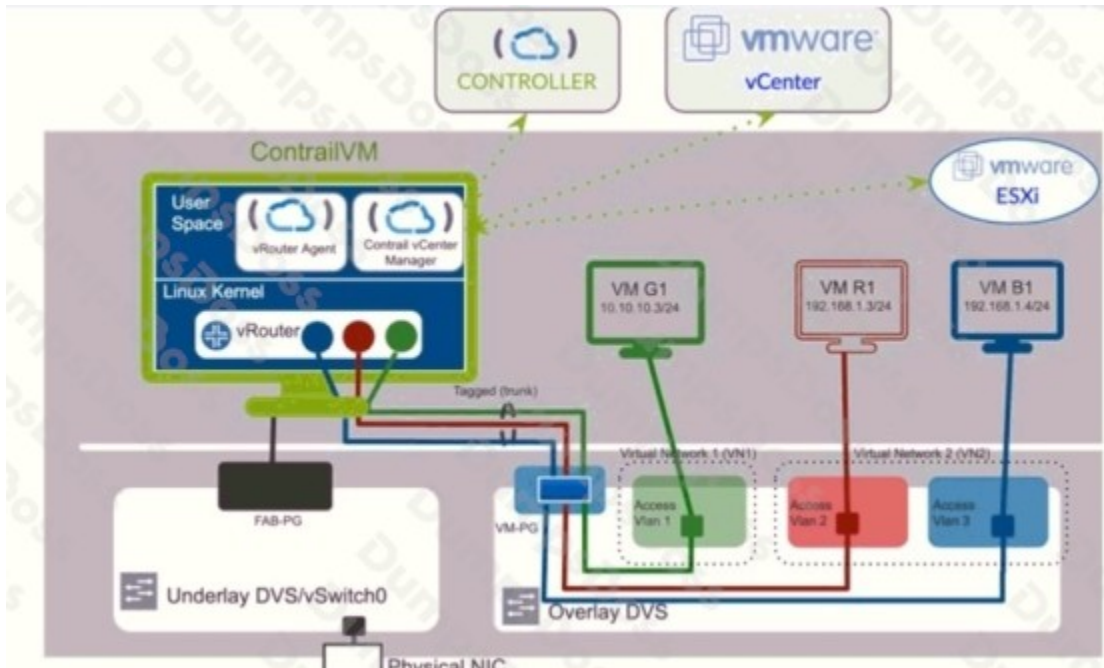 CONTROLLER
vmware
vCenter
ContrailVM
vmware
ESXi
User
Space
vRouter Agent
Contrail vCenter
Manager
Linux Kernel
vRouter
VM G1
10.10.10.3/24
VM R1
192.168.1.3/24
VM B1
192.168.1.4/24
Tagged (trunk)
Virtual Network 1 (VN1)
Virtual Network 2 (VN2)
FAB-PG
VM-PG
Access
Vlan 1
Access
Vlan 2
Access
Vlan 3
Underlay DVS/vSwitch0
Overlay DVS
Physical NIC
DumpsBoss